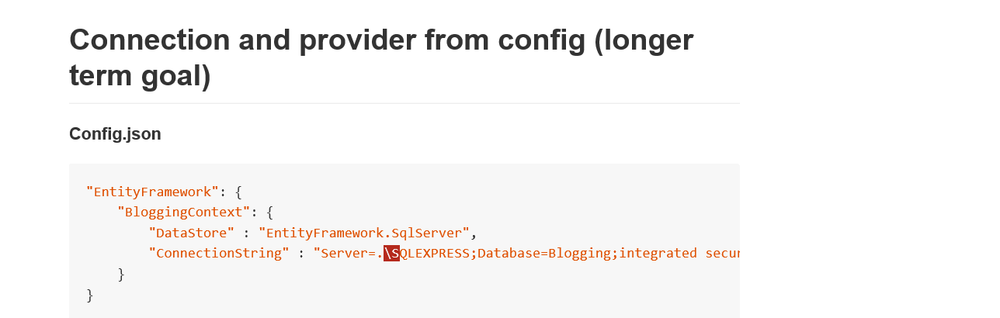 Connection and provider from config (longer
term goal)
Config.json
"EntityFramework": {
    "BloggingContext": {
        "DataStore" : "EntityFramework.SqlServer",
        "ConnectionString" : "Server=.\SQLEXPRESS;Database=Blogging;integrated secur
    }
}